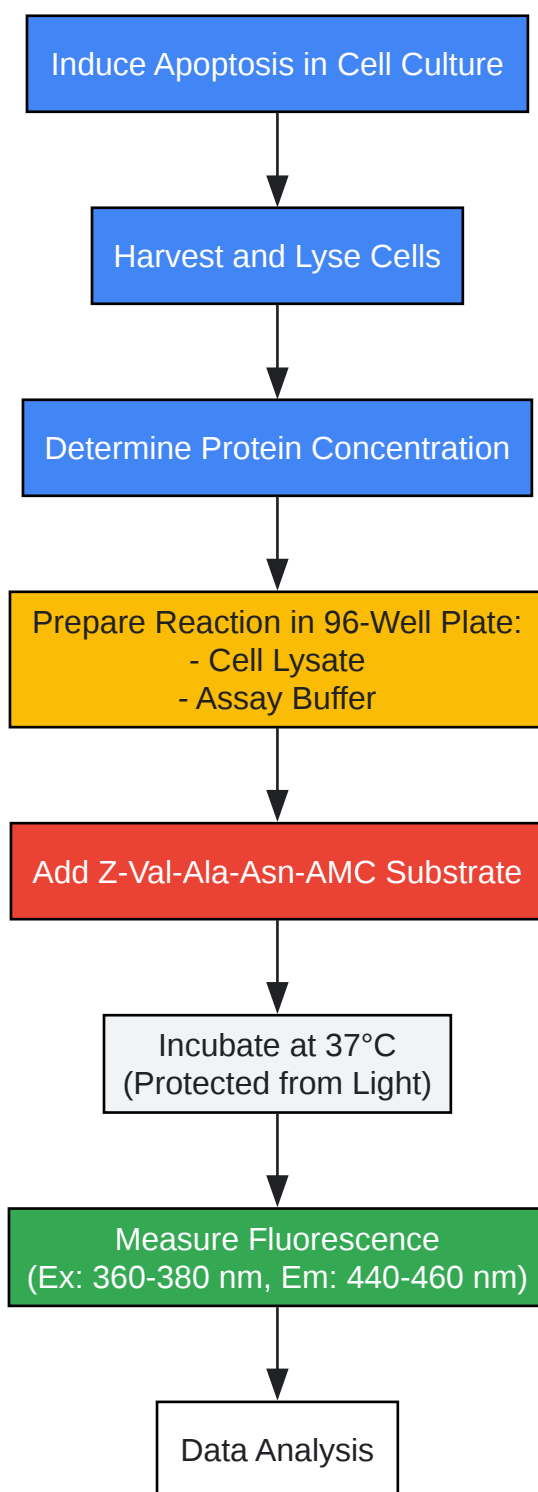 Induce Apoptosis in Cell Culture
Harvest and Lyse Cells
Determine Protein Concentration
Prepare Reaction in 96-Well Plate:
- Cell Lysate
- Assay Buffer
Add Z-Val-Ala-Asn-AMC Substrate
Incubate at 37°C
(Protected from Light)
Measure Fluorescence
(Ex: 360-380 nm, Em: 440-460 nm)
Data Analysis